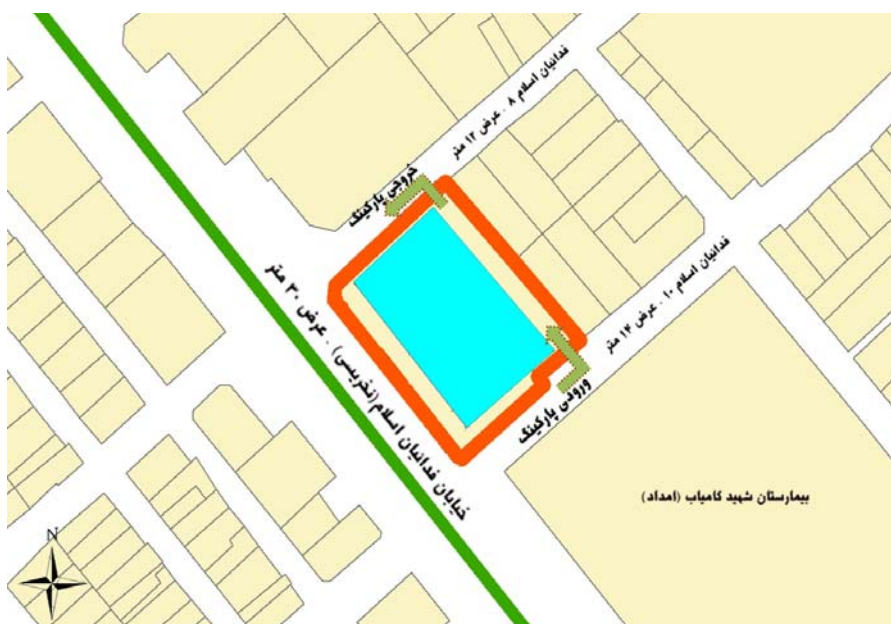 فدائیان اسلام ۸ . عرض ۱۲ متر
خروجی پارکینگ
خیابان فدائیان اسلام(نخریسی) . عرض ۳۰ متر
فدائیان اسلام ۱۰ . عرض ۱۴ متر
ورودی پارکینگ
بیمارستان شهید کامیاب (امداد)
N